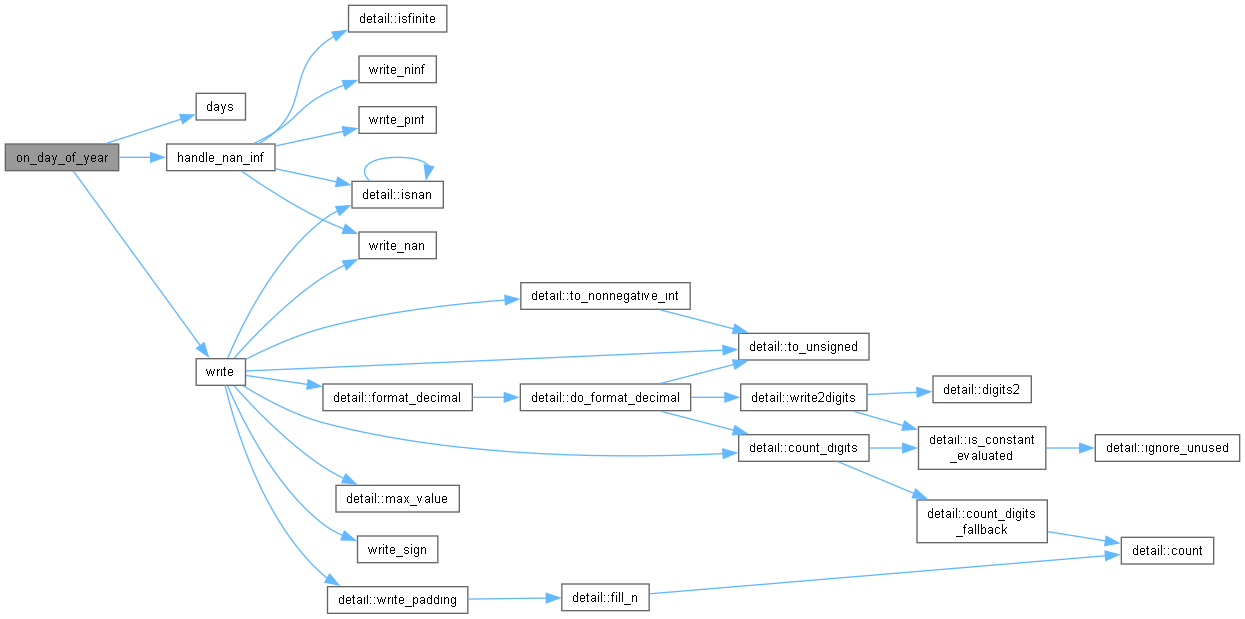 detail::isfinite
write_ninf
days
write_pinf
on_day_of_year
handle_nan_inf
detail::isnan
write_nan
detail::to_nonnegative_int
detail::to_unsigned
write
detail::format_decimal
detail::do_format_decimal
detail::write2digits
detail::digits2
detail::count_digits
detail::is_constant
_evaluated
detail::ignore_unused
detail::max_value
detail::count_digits
_fallback
write_sign
detail::count
detail::write_padding
detail::fill_n